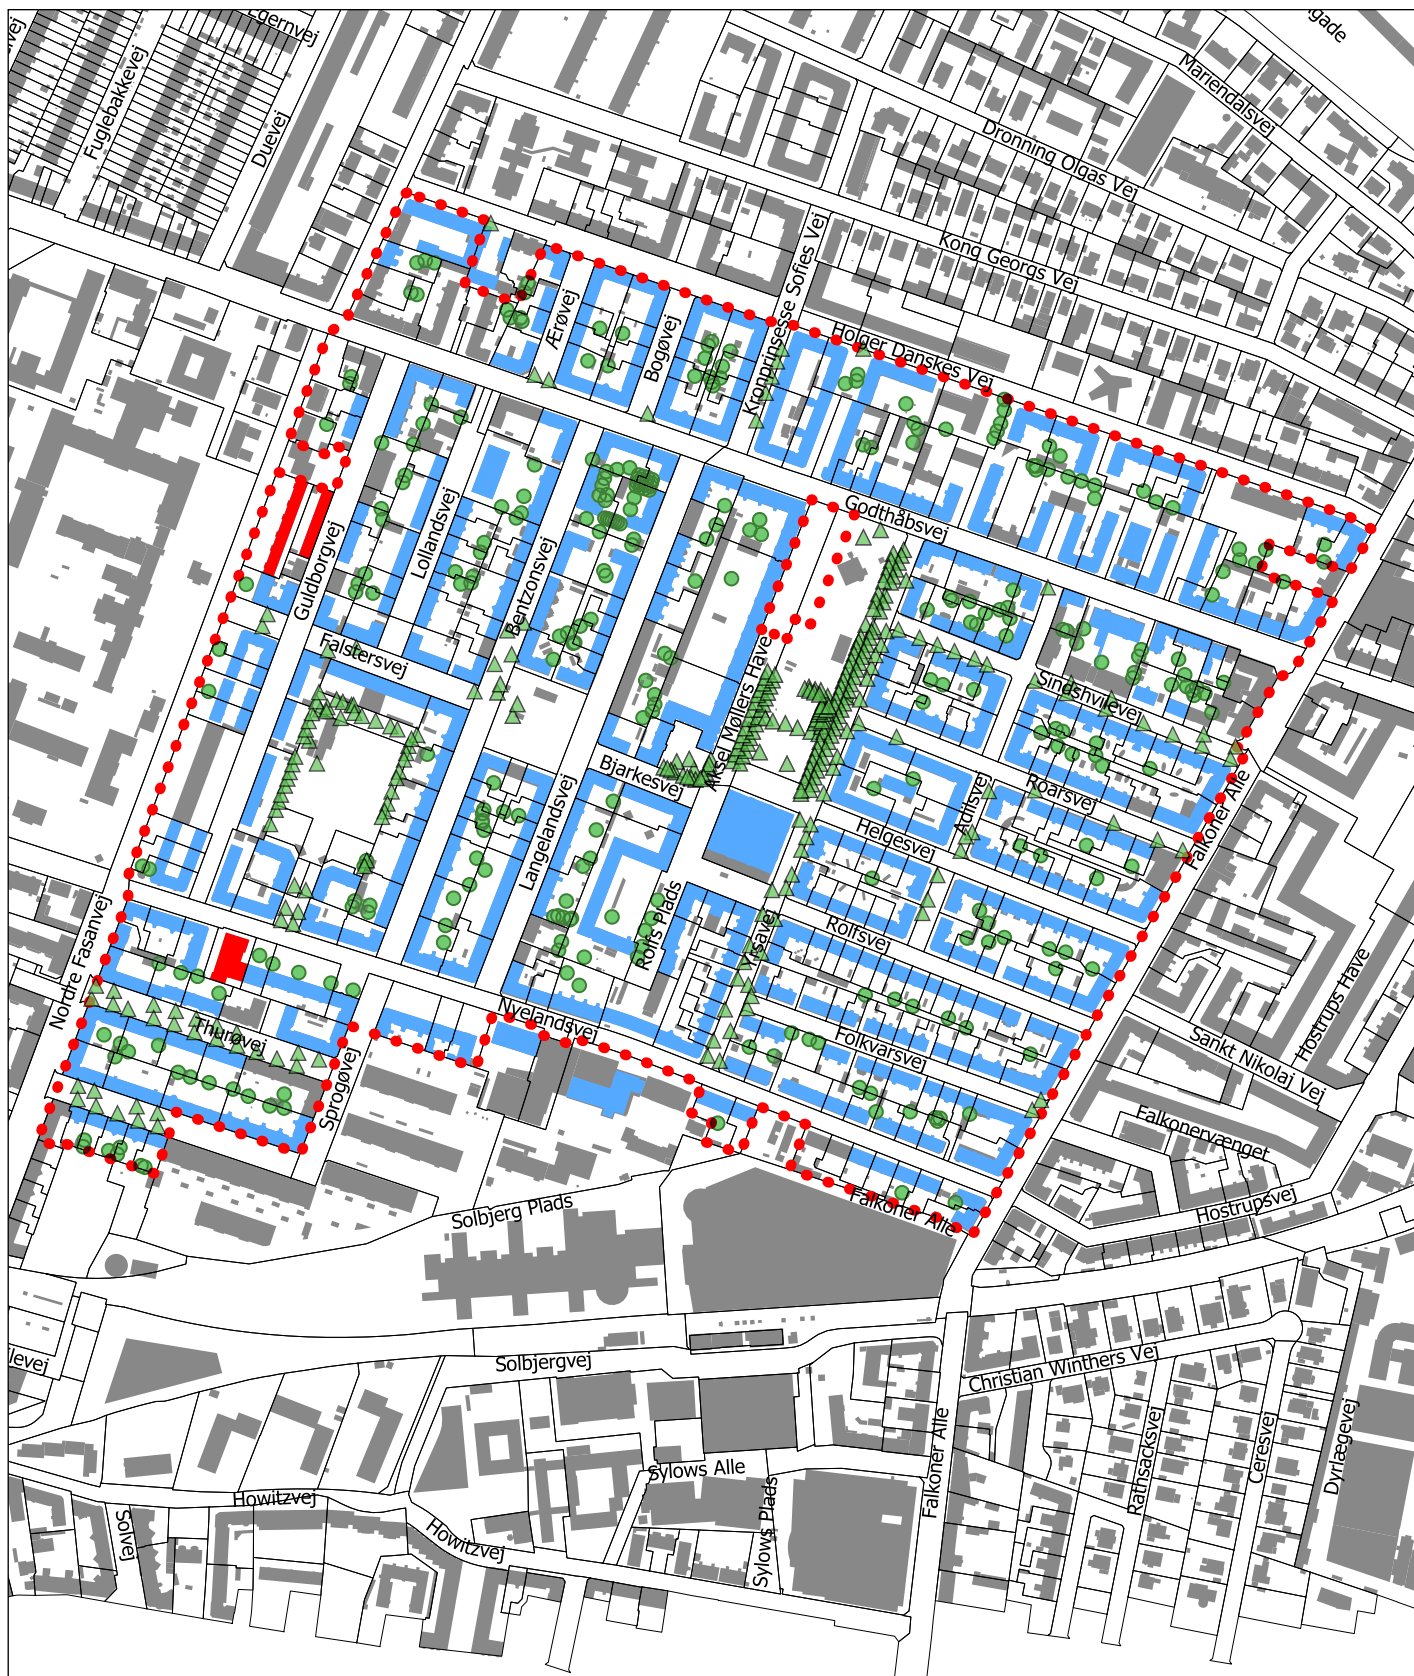 Egernvej
Fuglebakkevej
Duevej
Mariendalsvej
Dronning Olgas Vej
Kong Georgs Vej
Kronprinsesse Sofies Vej
Holger Danskes Vej
Ærøvej
Bogøvej
Godthåbsvej
Lollandsvej
Bentzonsvej
Guldborgvej
Falstersvej
Aksel Møllers Have
Sindshvilevej
Bjarkesvej
Langelandsvej
Roarsvej
Adilsvej
Helgesvej
Falkoner Alle
Rolfs Plads
Rolfsvej
Yrsavej
Nordre Fasanvej
Thurøvej
Sprogøvej
Nyelandsvej
Folkvarsvej
Hostrups Have
Sankt Nikolaj Vej
Falkonervænget
Hostrupsvej
Solbjerg Plads
Falkoner Alle
Solbjergvej
Christian Winthers Vej
Falkoner Alle
Rathsacksvej
Ceresvej
Dyrlægevej
Sylows Alle
Sylows Plads
Howitzvej
Howitzvej
Solvej